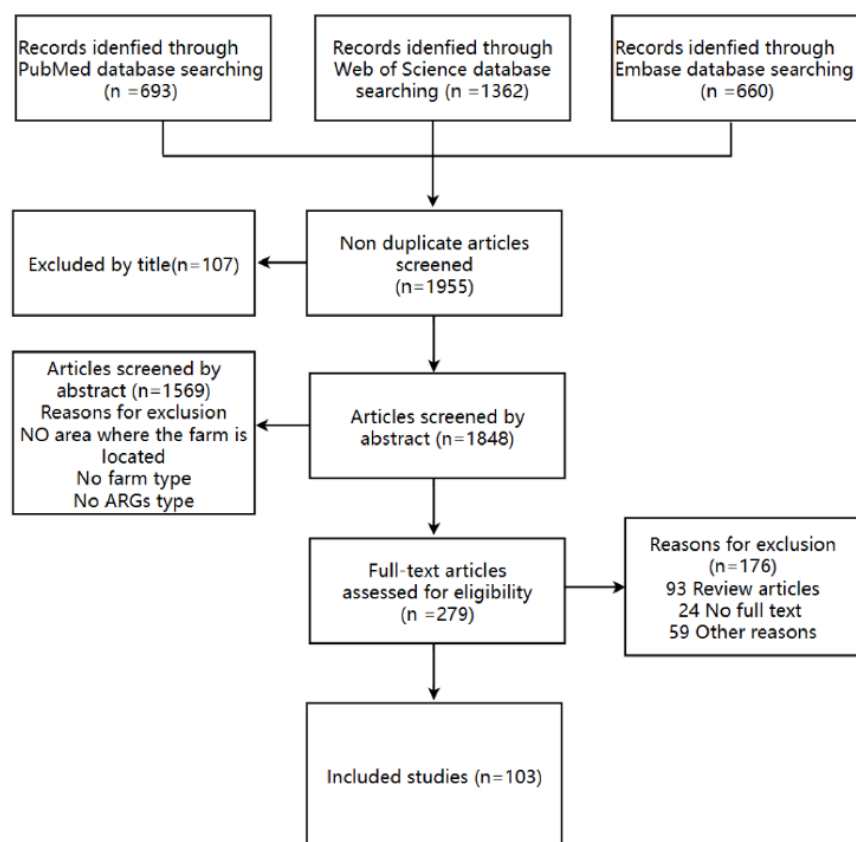 Records idenfied through
PubMed database searching
(n =693)
Records idenfied through
Web of Science database
searching (n =1362)
Records idenfied through
Embase database searching
(n =660)
Non duplicate articles
screened
(n=1955)
Excluded by title(n=107)
Articles screened by
abstract (n=1569)
Reasons for exclusion
NO area where the farm is
located
No farm type
No ARGs type
Articles screened by
abstract (n=1848)
Full-text articles
assessed for eligibility
(n =279)
Reasons for exclusion
(n=176)
93 Review articles
24 No full text
59 Other reasons
Included studies (n=103)